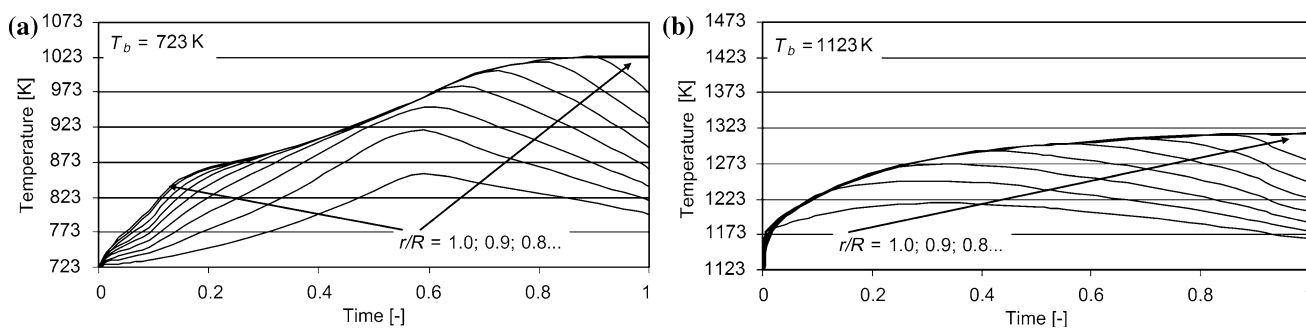 (a)
T_b = 723 K
Temperature [K]
1073
1023
973
923
873
823
773
723
r/R = 1.0; 0.9; 0.8...
0 0.2 0.4 0.6 0.8 1
Time [-]
(b)
T_b = 1123 K
Temperature [K]
1473
1423
1373
1323
1273
1223
1173
1123
r/R = 1.0; 0.9; 0.8...
0 0.2 0.4 0.6 0.8 1
Time [-]